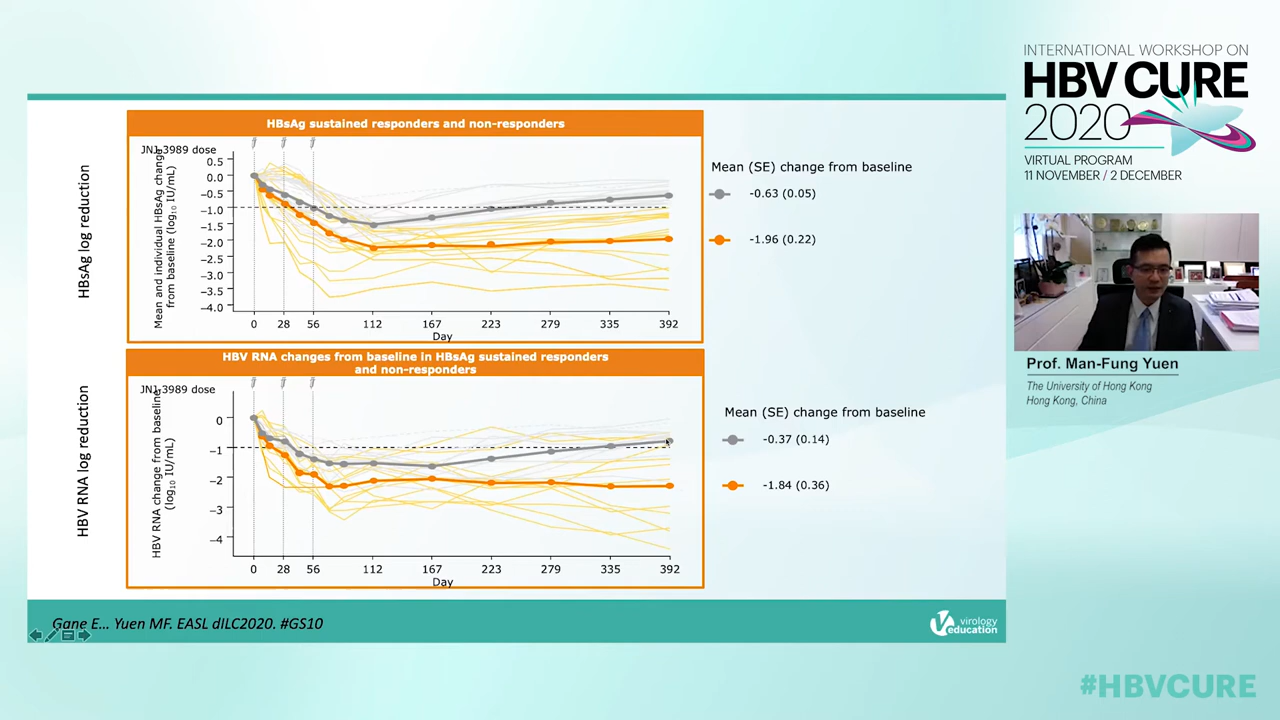 INTERNATIONAL WORKSHOP ON
HBV CURE
2020
VIRTUAL PROGRAM
11 NOVEMBER / 2 DECEMBER
HBsAg sustained responders and non-responders
JNJ-3989 dose
HBsAg log reduction
Mean and individual HBsAg change
from baseline (log10 IU/mL)
0.5
0.0
−0.5
−1.0
−1.5
−2.0
−2.5
−3.0
−3.5
−4.0
0 28 56 112 167 223 279 335 392
Day
Mean (SE) change from baseline
-0.63 (0.05)
-1.96 (0.22)
HBV RNA changes from baseline in HBsAg sustained responders
and non-responders
JNJ-3989 dose
HBV RNA log reduction
HBV RNA change from baseline
(log10 IU/mL)
0
−1
−2
−3
−4
0 28 56 112 167 223 279 335 392
Day
Mean (SE) change from baseline
-0.37 (0.14)
-1.84 (0.36)
Prof. Man-Fung Yuen
The University of Hong Kong
Hong Kong, China
Gane E... Yuen MF. EASL dILC2020. #GS10
virology
education
#HBVCURE